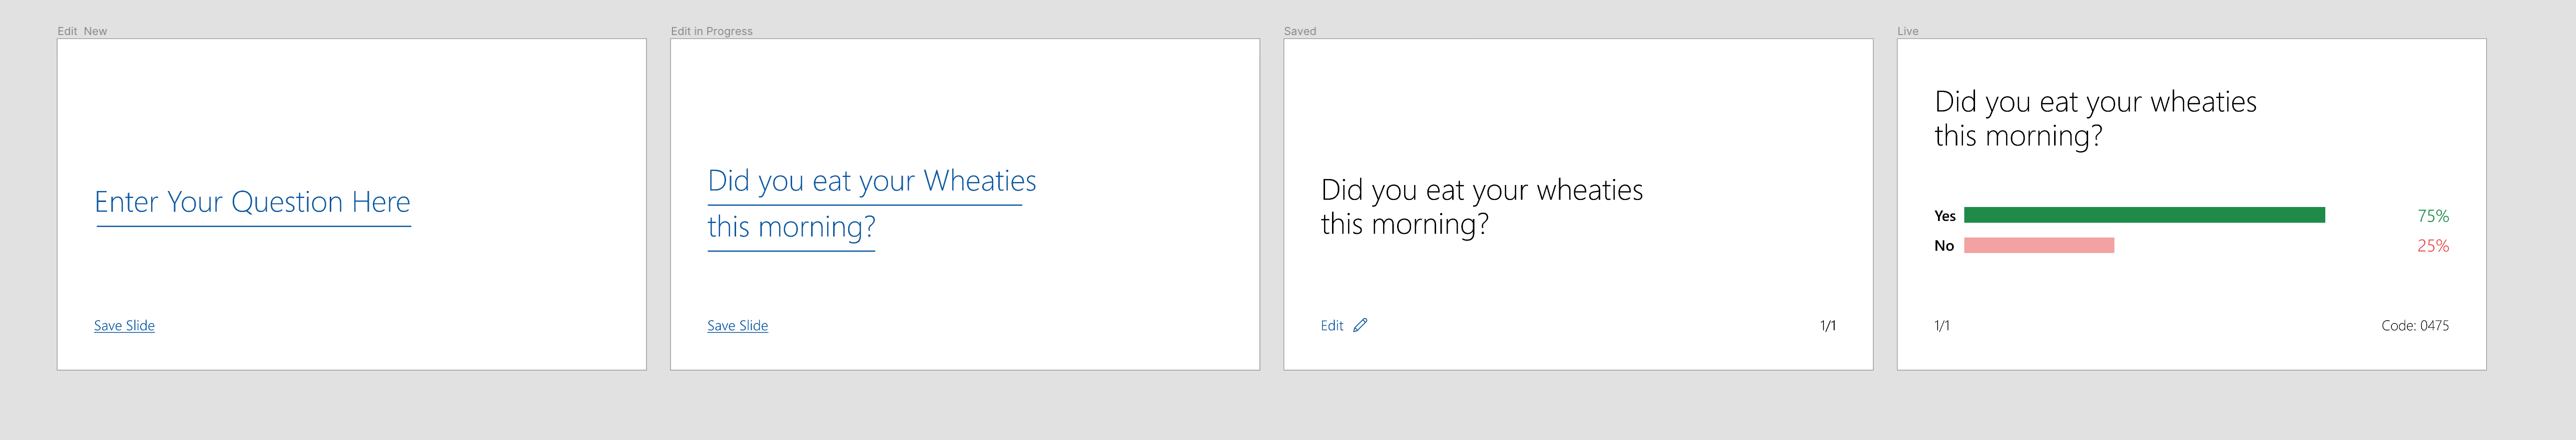 Edit New
Enter Your Question Here
Save Slide
Edit in Progress
Did you eat your Wheaties
this morning?
Save Slide
Saved
Did you eat your wheaties
this morning?
Edit
1/1
Live
Did you eat your wheaties
this morning?
Yes 75%
No 25%
1/1
Code: 0475